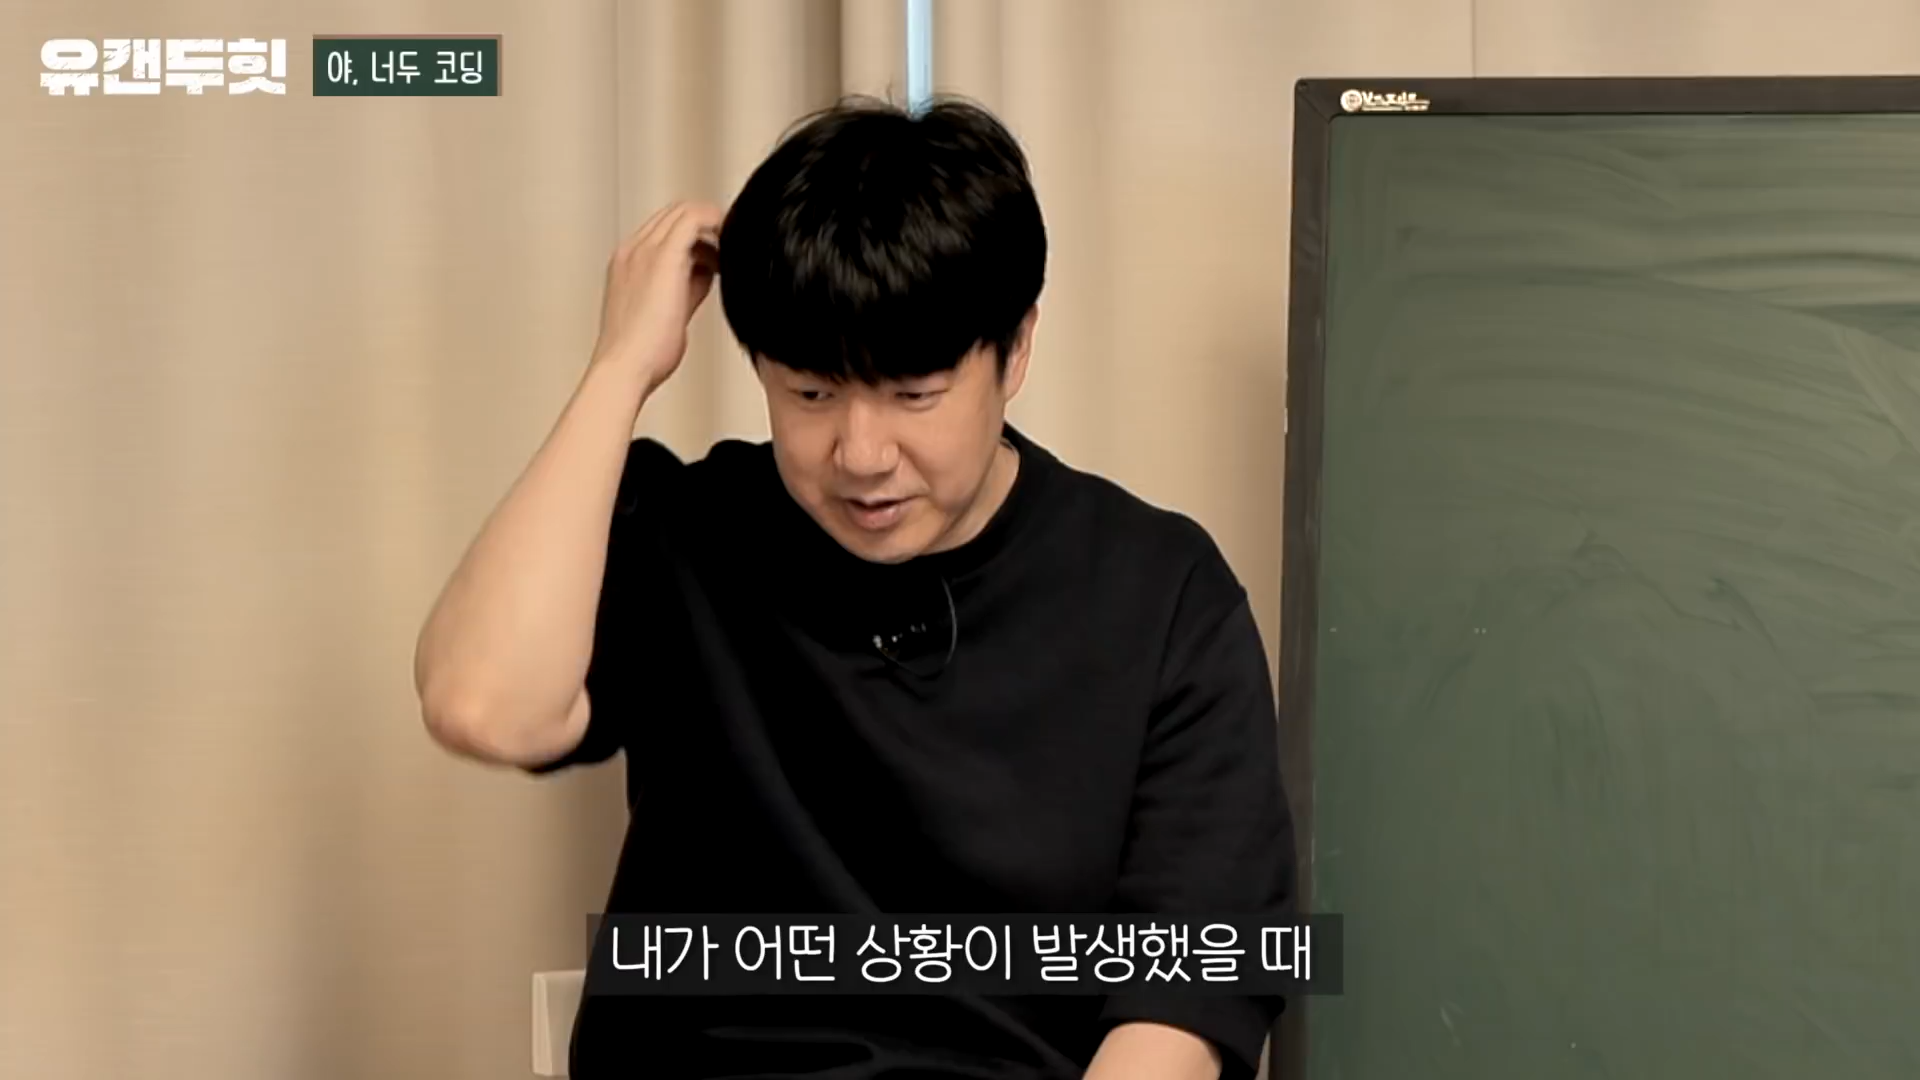 유캔두힛
야, 너두 코딩
내가 어떤 상황이 발생했을 때